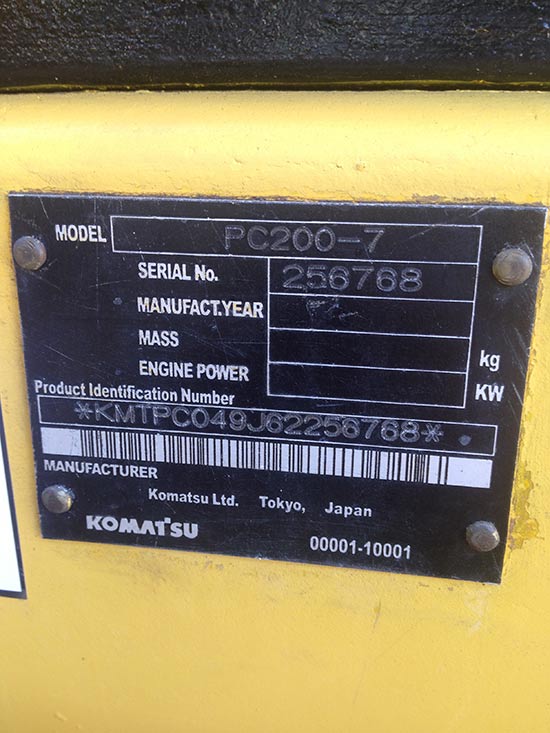 MODEL PC200-7
SERIAL No. 256768
MANUFACT.YEAR
MASS kg
ENGINE POWER KW
Product Identification Number
*KMTPC049J62256768*
MANUFACTURER
Komatsu Ltd. Tokyo, Japan
KOMATSU 00001-10001